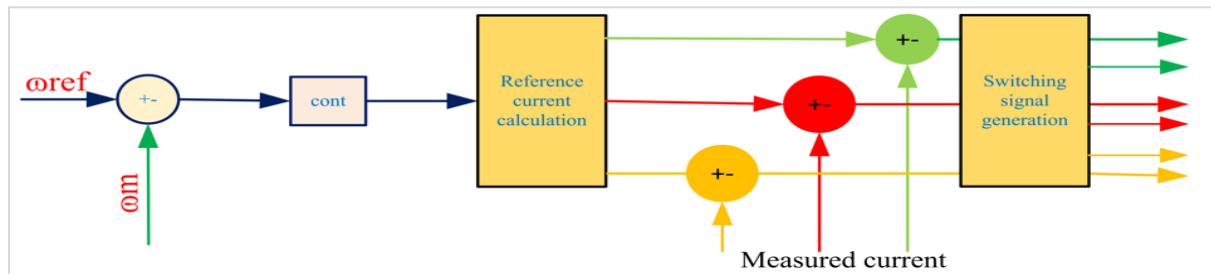 ωref
+-
ωm
cont
Reference
current
calculation
+-
+-
+-
Switching
signal
generation
Measured current